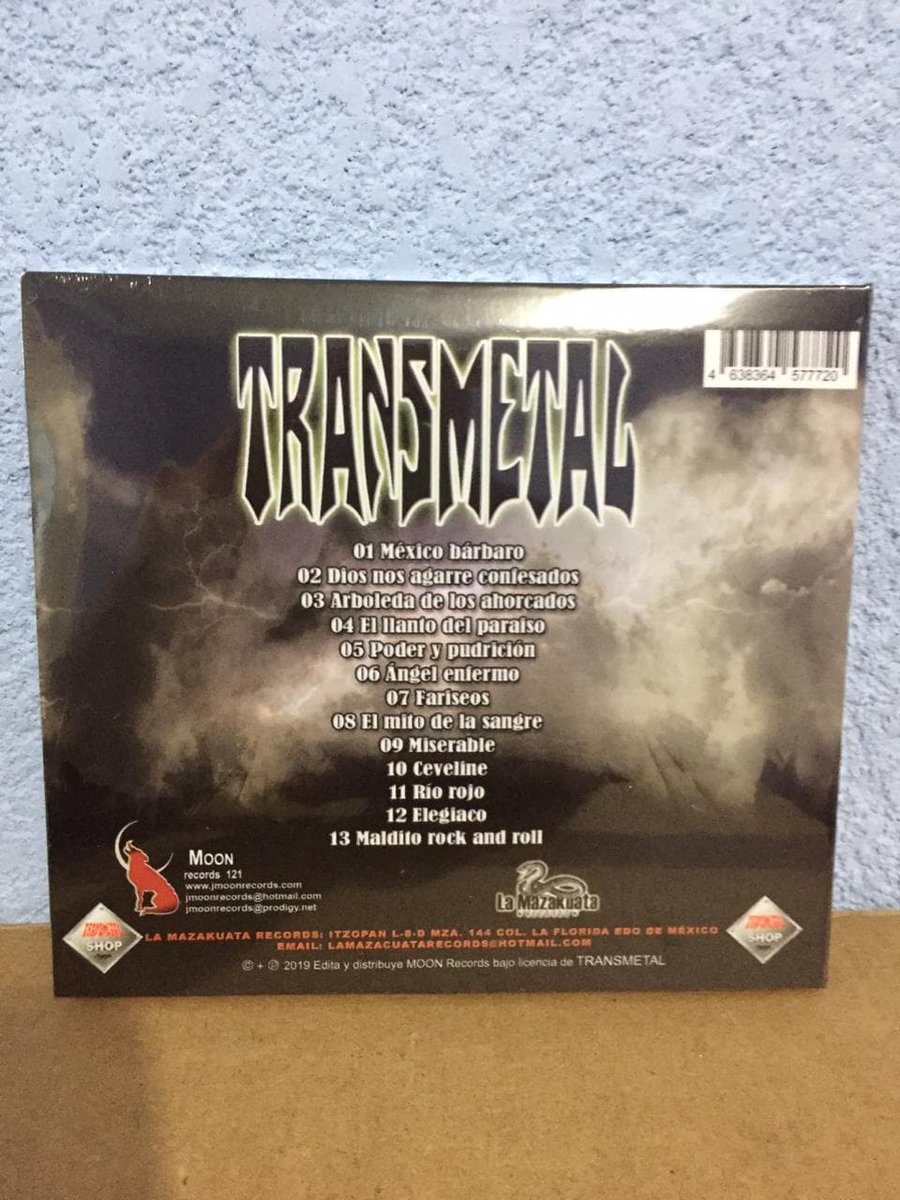 TRANSMETAL
4 638364 577720
01 México bárbaro
02 Dios nos agarre confesados
03 Arboleda de los ahorcados
04 El llanto del paraiso
05 Poder y pudrición
06 Ángel enfermo
07 Fariseos
08 El mito de la sangre
09 Miserable
10 Ceveline
11 Río rojo
12 Elegiaco
13 Maldito rock and roll
MOON
records 121
www.jmoonrecords.com
jmoonrecords@hotmail.com
jmoonrecords@prodigy.net
La Mazakuata
TRANSMETAL
SHOP
LA MAZAKUATA RECORDS: ITZOPAN L-8-D MZA. 144 COL. LA FLORIDA EDO DE MÉXICO
EMAIL: LAMAZACUATARECORDS@HOTMAIL.COM
TRANSMETAL
SHOP
© + ℗ 2019 Edita y distribuye MOON Records bajo licencia de TRANSMETAL